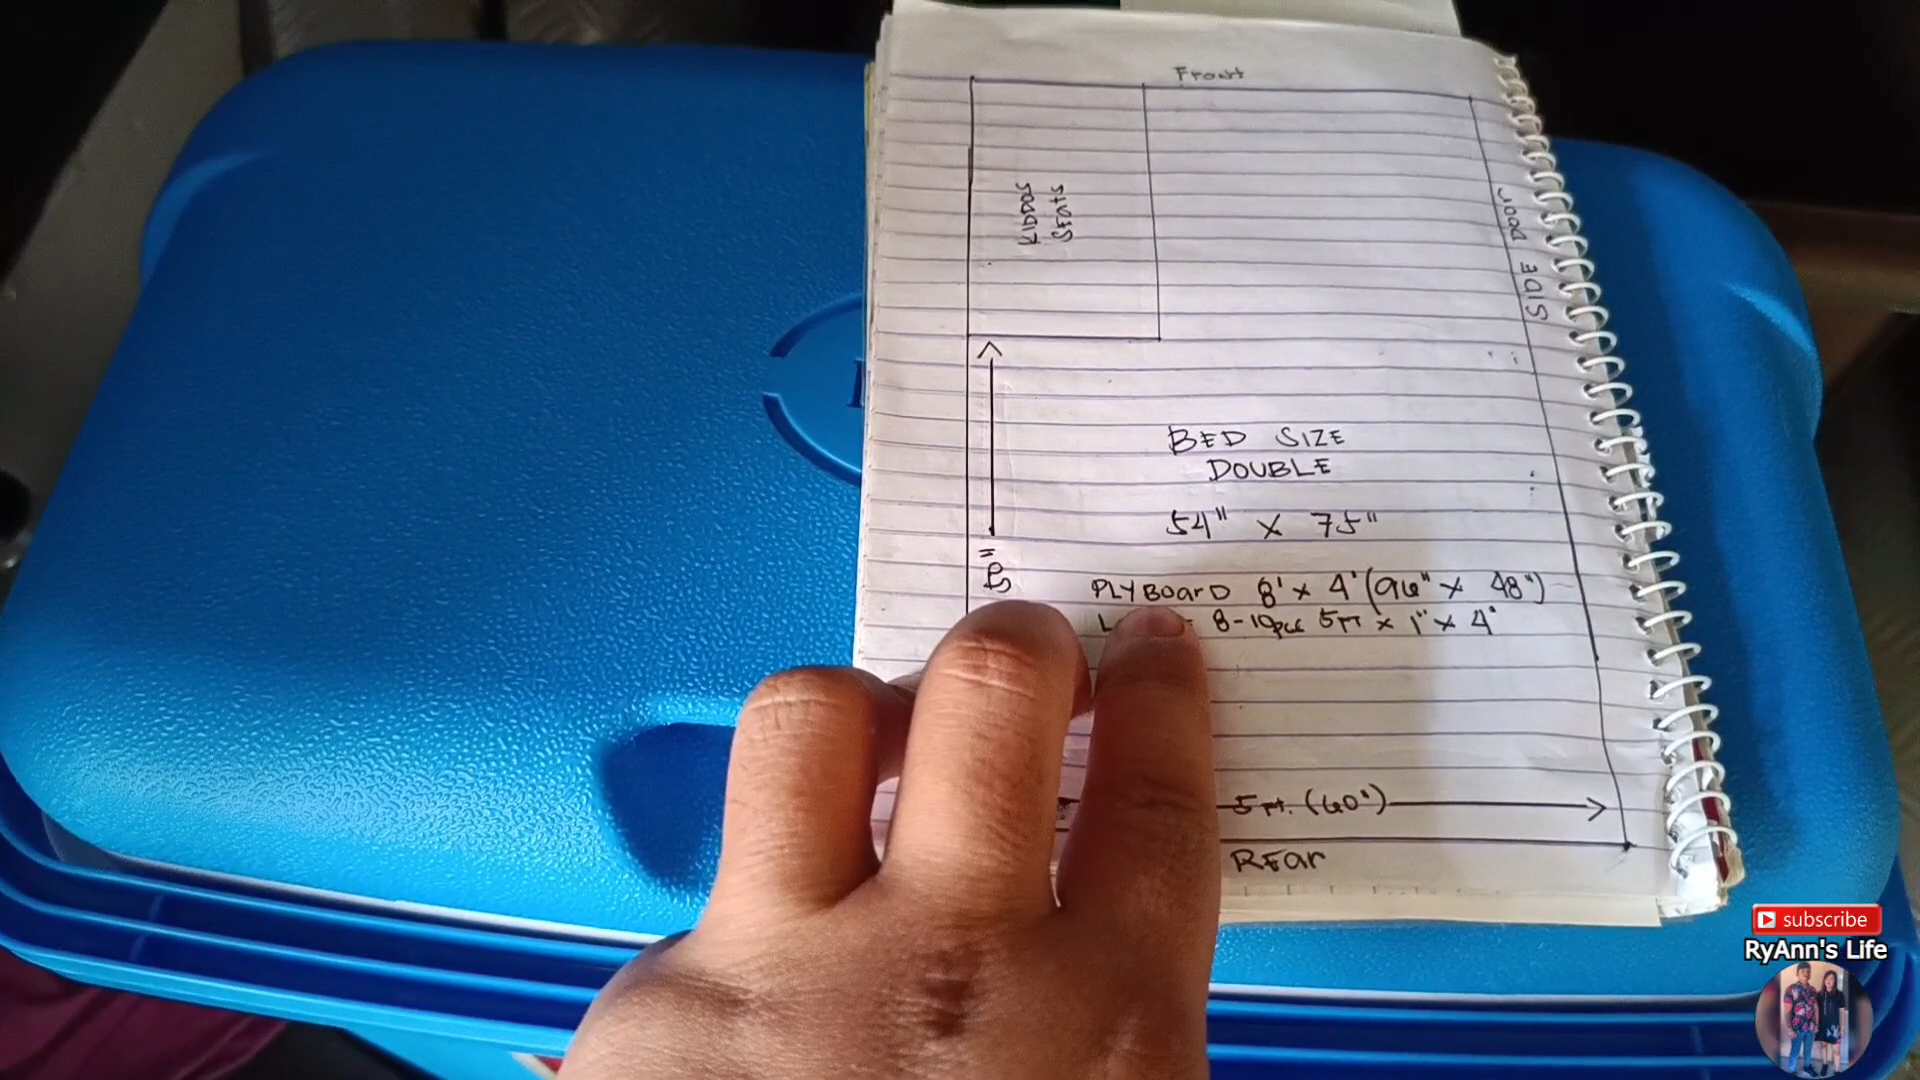 Front
KIDDOS
SEATS
SIDE DOOR
BED SIZE
DOUBLE
54" x 75"
PLYBOARD 8' x 4' (96" x 48")
8-10pcs 5FT x 1" x 4"
5FT. (60")
REar
subscribe
RyAnn's Life